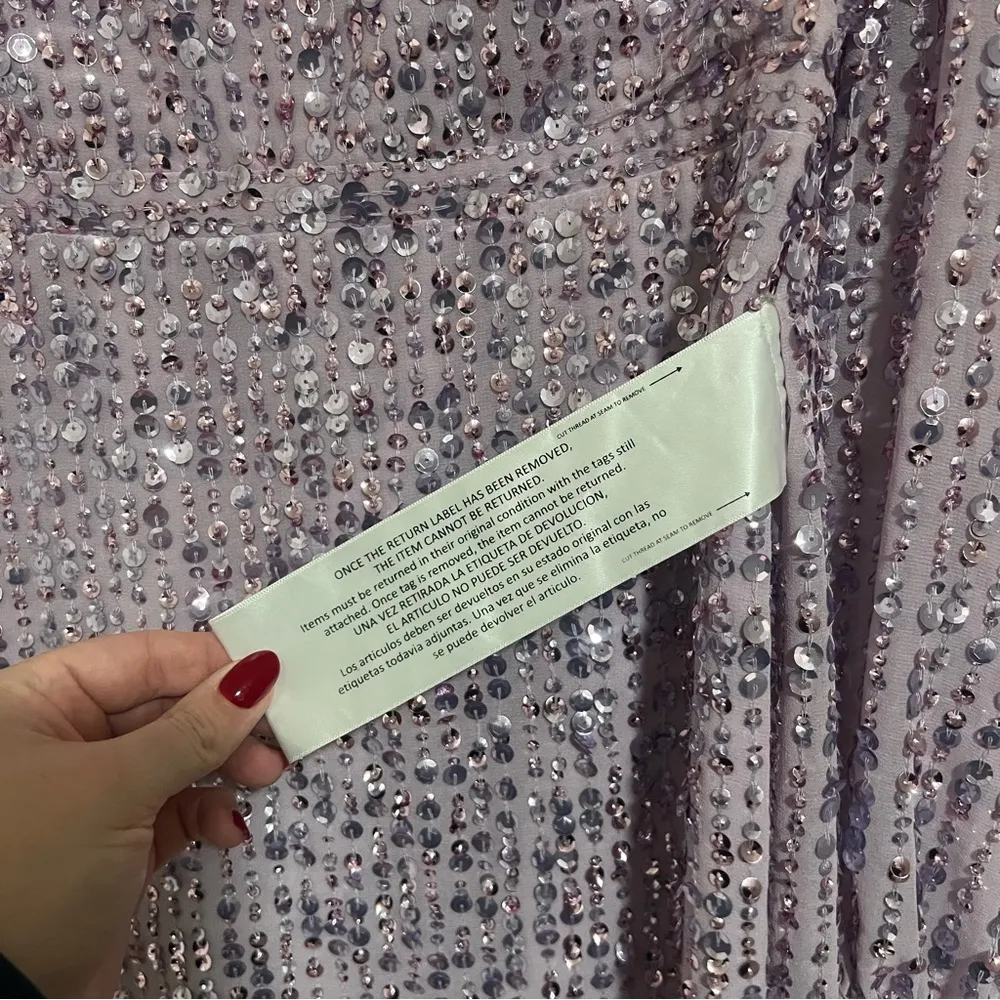 CUT THREAD AT SEAM TO REMOVE
ONCE THE RETURN LABEL HAS BEEN REMOVED,
THE ITEM CANNOT BE RETURNED.
Items must be returned in their original condition with the tags still
attached. Once tag is removed, the item cannot be returned.
UNA VEZ RETIRADA LA ETIQUETA DE DEVOLUCION,
EL ARTICULO NO PUEDE SER DEVUELTO.
Los articulos deben ser devueltos en su estado original con las
etiquetas todavia adjuntas. Una vez que se elimina la etiqueta, no
se puede devolver el articulo.
CUT THREAD AT SEAM TO REMOVE